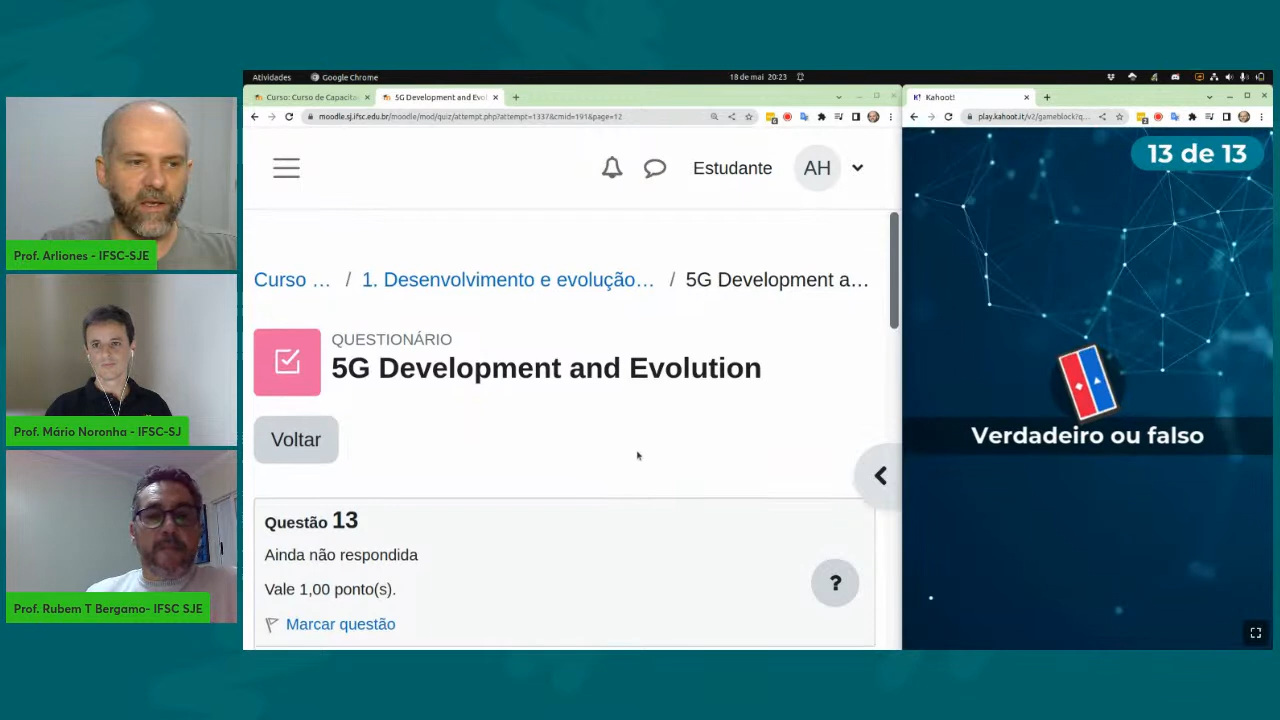 Prof. Arliones - IFSC-SJE
Prof. Mário Noronha - IFSC-SJ
Prof. Rubem T Bergamo- IFSC SJE
Atividades
Google Chrome
18 de mai 20:23
Curso: Curso de Capacita
5G Development and Evol
moodle.sj.ifsc.edu.br/moodle/mod/quiz/attempt.php?attempt=1337&cmid=191&page=12
Estudante
AH
Curso ... / 1. Desenvolvimento e evolução... / 5G Development a...
QUESTIONÁRIO
5G Development and Evolution
Voltar
Questão 13
Ainda não respondida
Vale 1,00 ponto(s).
Marcar questão
?
K! Kahoot!
play.kahoot.it/v2/gameblock?q...
13 de 13
Verdadeiro ou falso